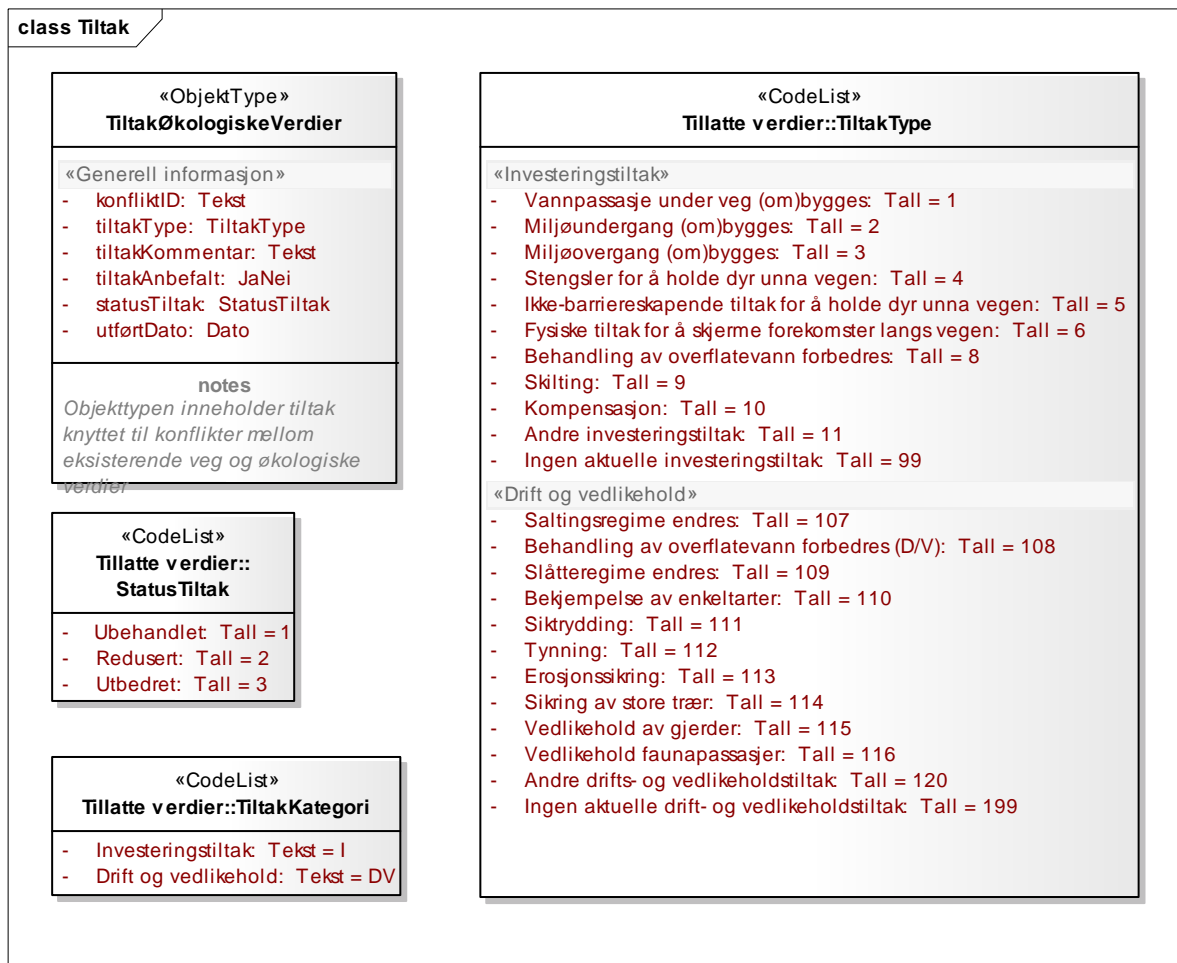 class Tiltak
«ObjektType»
TiltakØkologiskeVerdier
«Generell informasjon»
- konfliktID: Tekst
- tiltakType: TiltakType
- tiltakKommentar: Tekst
- tiltakAnbefalt: JaNei
- statusTiltak: StatusTiltak
- utførtDato: Dato
notes
Objekttypen inneholder tiltak
knyttet til konflikter mellom
eksisterende veg og økologiske
verdier
«CodeList»
Tillatte verdier::
StatusTiltak
- Ubehandlet: Tall = 1
- Redusert: Tall = 2
- Utbedret: Tall = 3
«CodeList»
Tillatte verdier::TiltakKategori
- Investeringstiltak: Tekst = I
- Drift og vedlikehold: Tekst = DV
«CodeList»
Tillatte verdier::TiltakType
«Investeringstiltak»
- Vannpassasje under veg (om)bygges: Tall = 1
- Miljøundergang (om)bygges: Tall = 2
- Miljøovergang (om)bygges: Tall = 3
- Stengsler for å holde dyr unna vegen: Tall = 4
- Ikke-barriereskapende tiltak for å holde dyr unna vegen: Tall = 5
- Fysiske tiltak for å skjerme forekomster langs vegen: Tall = 6
- Behandling av overflatevann forbedres: Tall = 8
- Skilting: Tall = 9
- Kompensasjon: Tall = 10
- Andre investeringstiltak: Tall = 11
- Ingen aktuelle investeringstiltak: Tall = 99
«Drift og vedlikehold»
- Saltingsregime endres: Tall = 107
- Behandling av overflatevann forbedres (D/V): Tall = 108
- Slåtteregime endres: Tall = 109
- Bekjempelse av enkeltarter: Tall = 110
- Siktrydding: Tall = 111
- Tynning: Tall = 112
- Erosjonssikring: Tall = 113
- Sikring av store trær: Tall = 114
- Vedlikehold av gjerder: Tall = 115
- Vedlikehold faunapassasjer: Tall = 116
- Andre drifts- og vedlikeholdstiltak: Tall = 120
- Ingen aktuelle drift- og vedlikeholdstiltak: Tall = 199